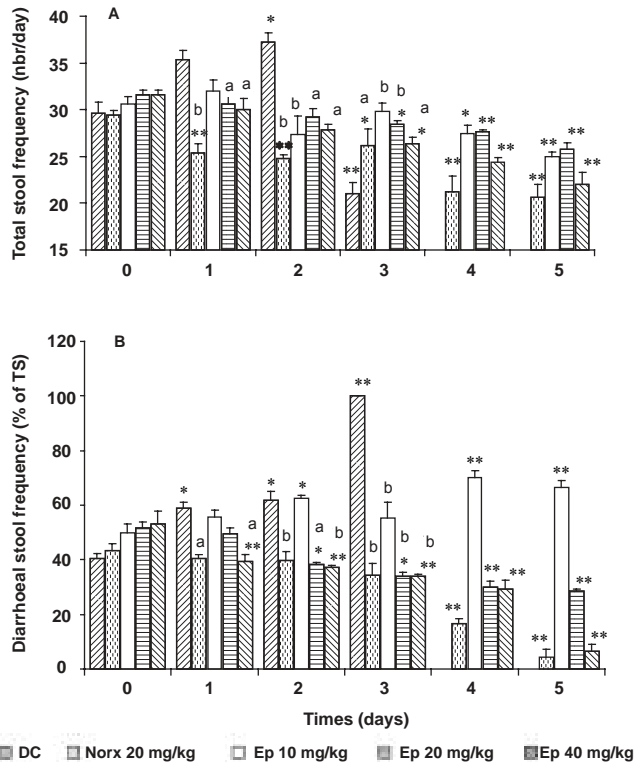 A
Total stool frequency (nbr/day)
40
35
30
25
20
15
* 
b ** a a
* ** b b a a
** * b b * a *
** * ** **
** ** ** **
0 1 2 3 4 5
B
Diarrhoeal stool frequency (% of TS)
120
100
80
60
40
20
0
* a a **
* b * a * b **
** b b b * b **
** ** ** **
** ** ** **
0 1 2 3 4 5
Times (days)
DC Norx 20 mg/kg Ep 10 mg/kg Ep 20 mg/kg Ep 40 mg/kg